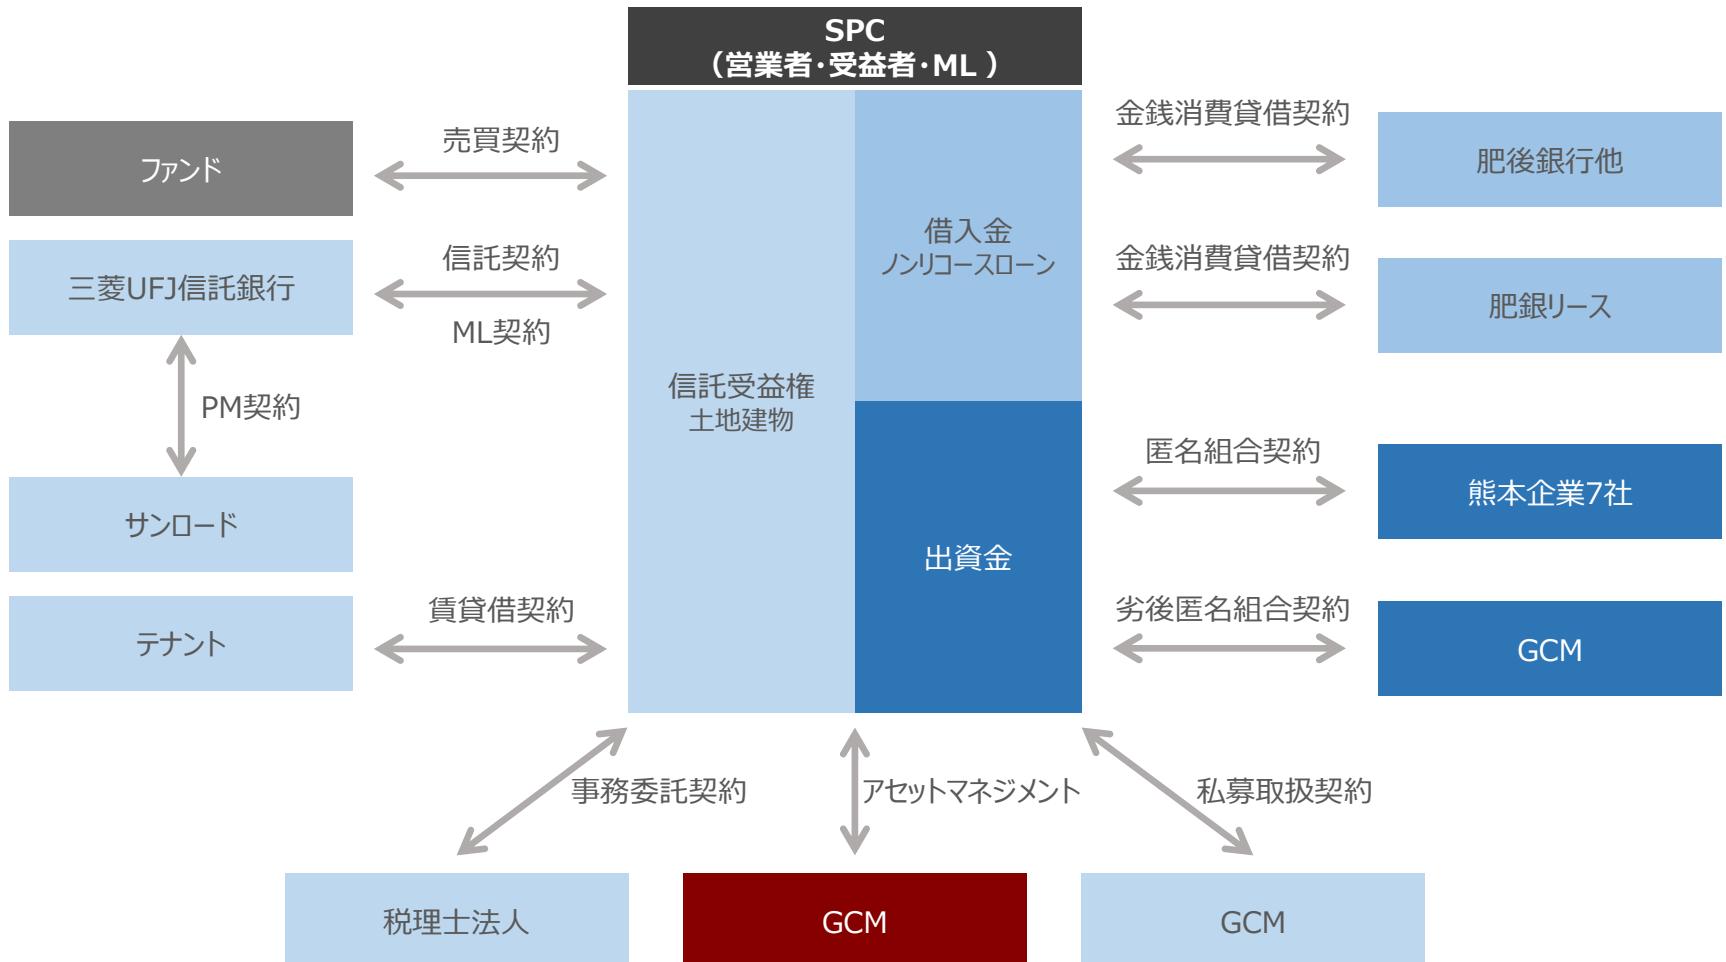 SPC
（営業者･受益者･ML ）
ファンド
売買契約
三菱UFJ信託銀行
信託契約
ML契約
PM契約
サンロード
テナント
賃貸借契約
信託受益権
土地建物
借入金
ノンリコースローン
出資金
金銭消費貸借契約
肥後銀行他
金銭消費貸借契約
肥銀リース
匿名組合契約
熊本企業7社
劣後匿名組合契約
GCM
事務委託契約
アセットマネジメント
私募取扱契約
税理士法人
GCM
GCM